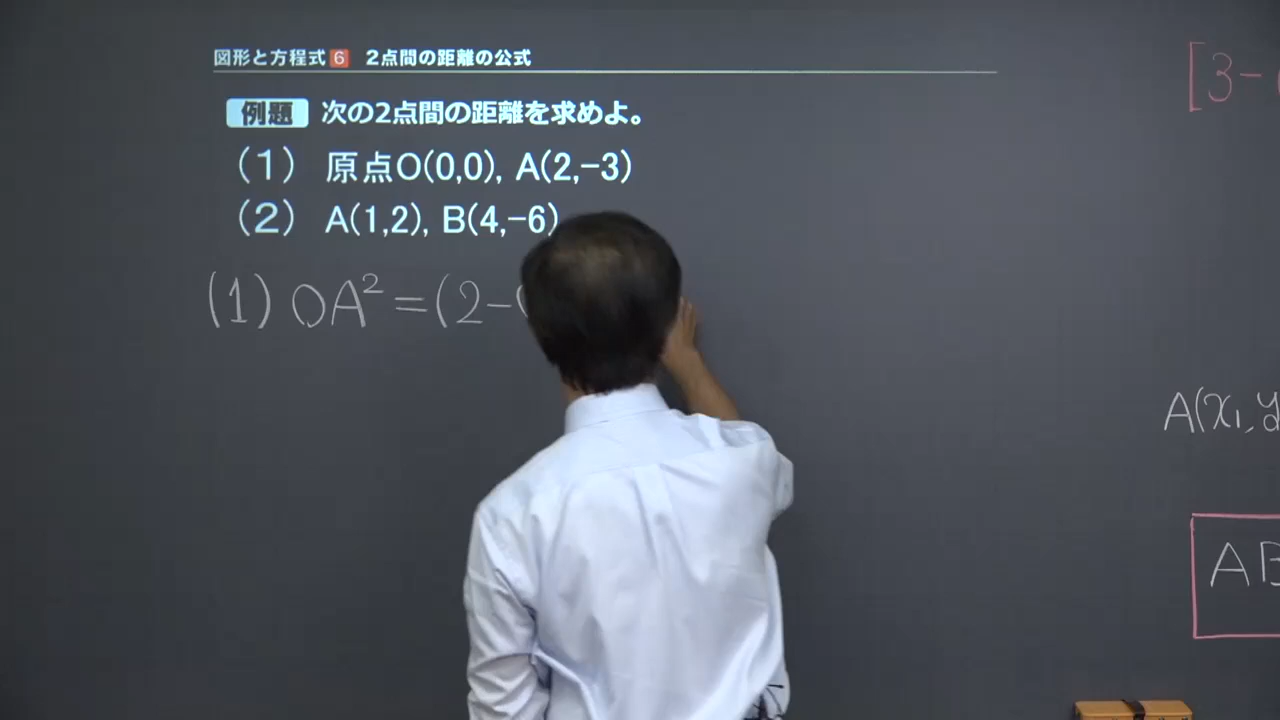 図形と方程式 6 2点間の距離の公式
例題 次の2点間の距離を求めよ。
(1) 原点O(0,0), A(2,−3)
(2) A(1,2), B(4,−6)
(1) OA² = (2−
[3−
A(x₁, y
AB